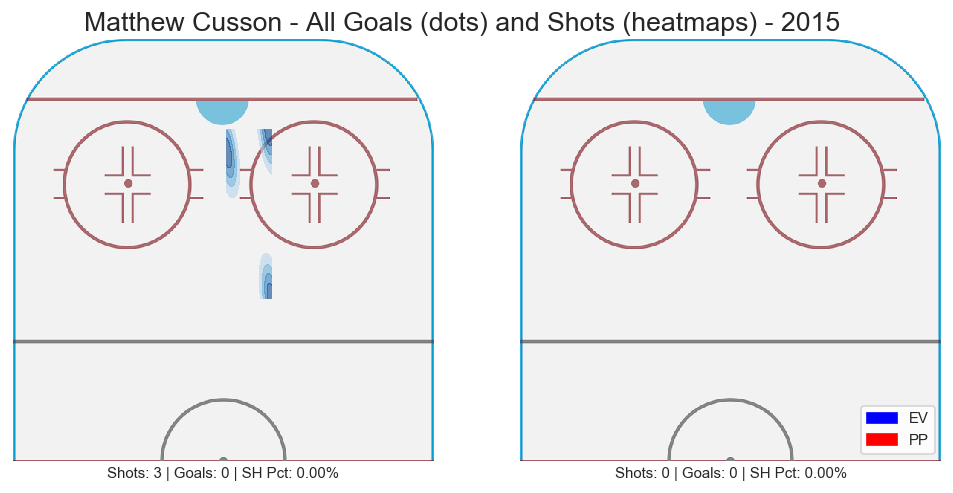 Matthew Cusson - All Goals (dots) and Shots (heatmaps) - 2015
EV
PP
Shots: 3 | Goals: 0 | SH Pct: 0.00%
Shots: 0 | Goals: 0 | SH Pct: 0.00%